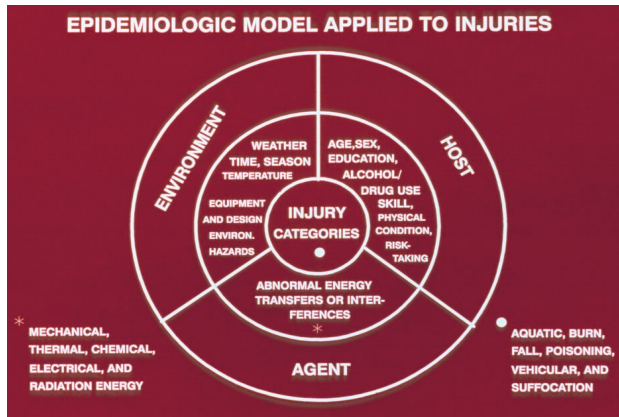 EPIDEMIOLOGIC MODEL APPLIED TO INJURIES
ENVIRONMENT
HOST
WEATHER
TIME, SEASON
TEMPERATURE
EQUIPMENT
AND DESIGN
ENVIRON.
HAZARDS
AGE,SEX,
EDUCATION,
ALCOHOL/
DRUG USE
SKILL,
PHYSICAL
CONDITION,
RISK-
TAKING
INJURY
CATEGORIES
ABNORMAL ENERGY
TRANSFERS OR INTER-
FERENCES
*
AGENT
* MECHANICAL,
THERMAL, CHEMICAL,
ELECTRICAL, AND
RADIATION ENERGY
AQUATIC, BURN,
FALL, POISONING,
VEHICULAR, AND
SUFFOCATION